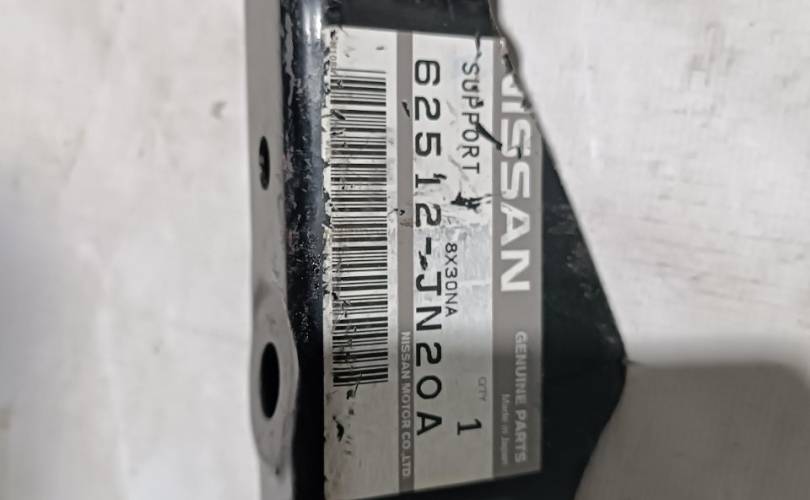 NISSAN GENUINE PARTS
Made in Japan
SUPPORT QTY 1
8X30NA
62512-JN20A
NISSAN MOTOR CO.,LTD.